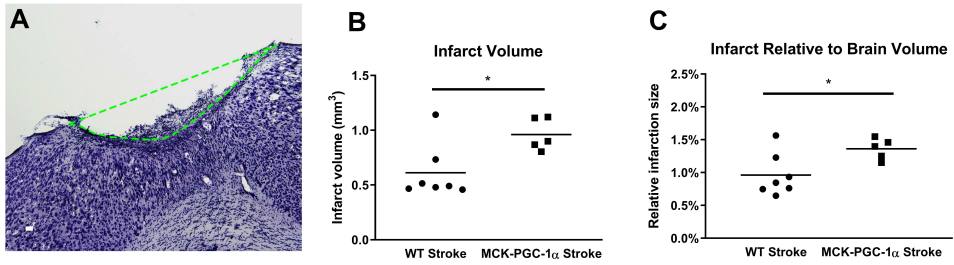 A
B
Infarct Volume
Infarct volume (mm³)
1.5
1.0
0.5
0.0
*
WT Stroke
MCK-PGC-1α Stroke
C
Infarct Relative to Brain Volume
Relative infarction size
2.5%
2.0%
1.5%
1.0%
0.5%
0.0%
*
WT Stroke
MCK-PGC-1α Stroke